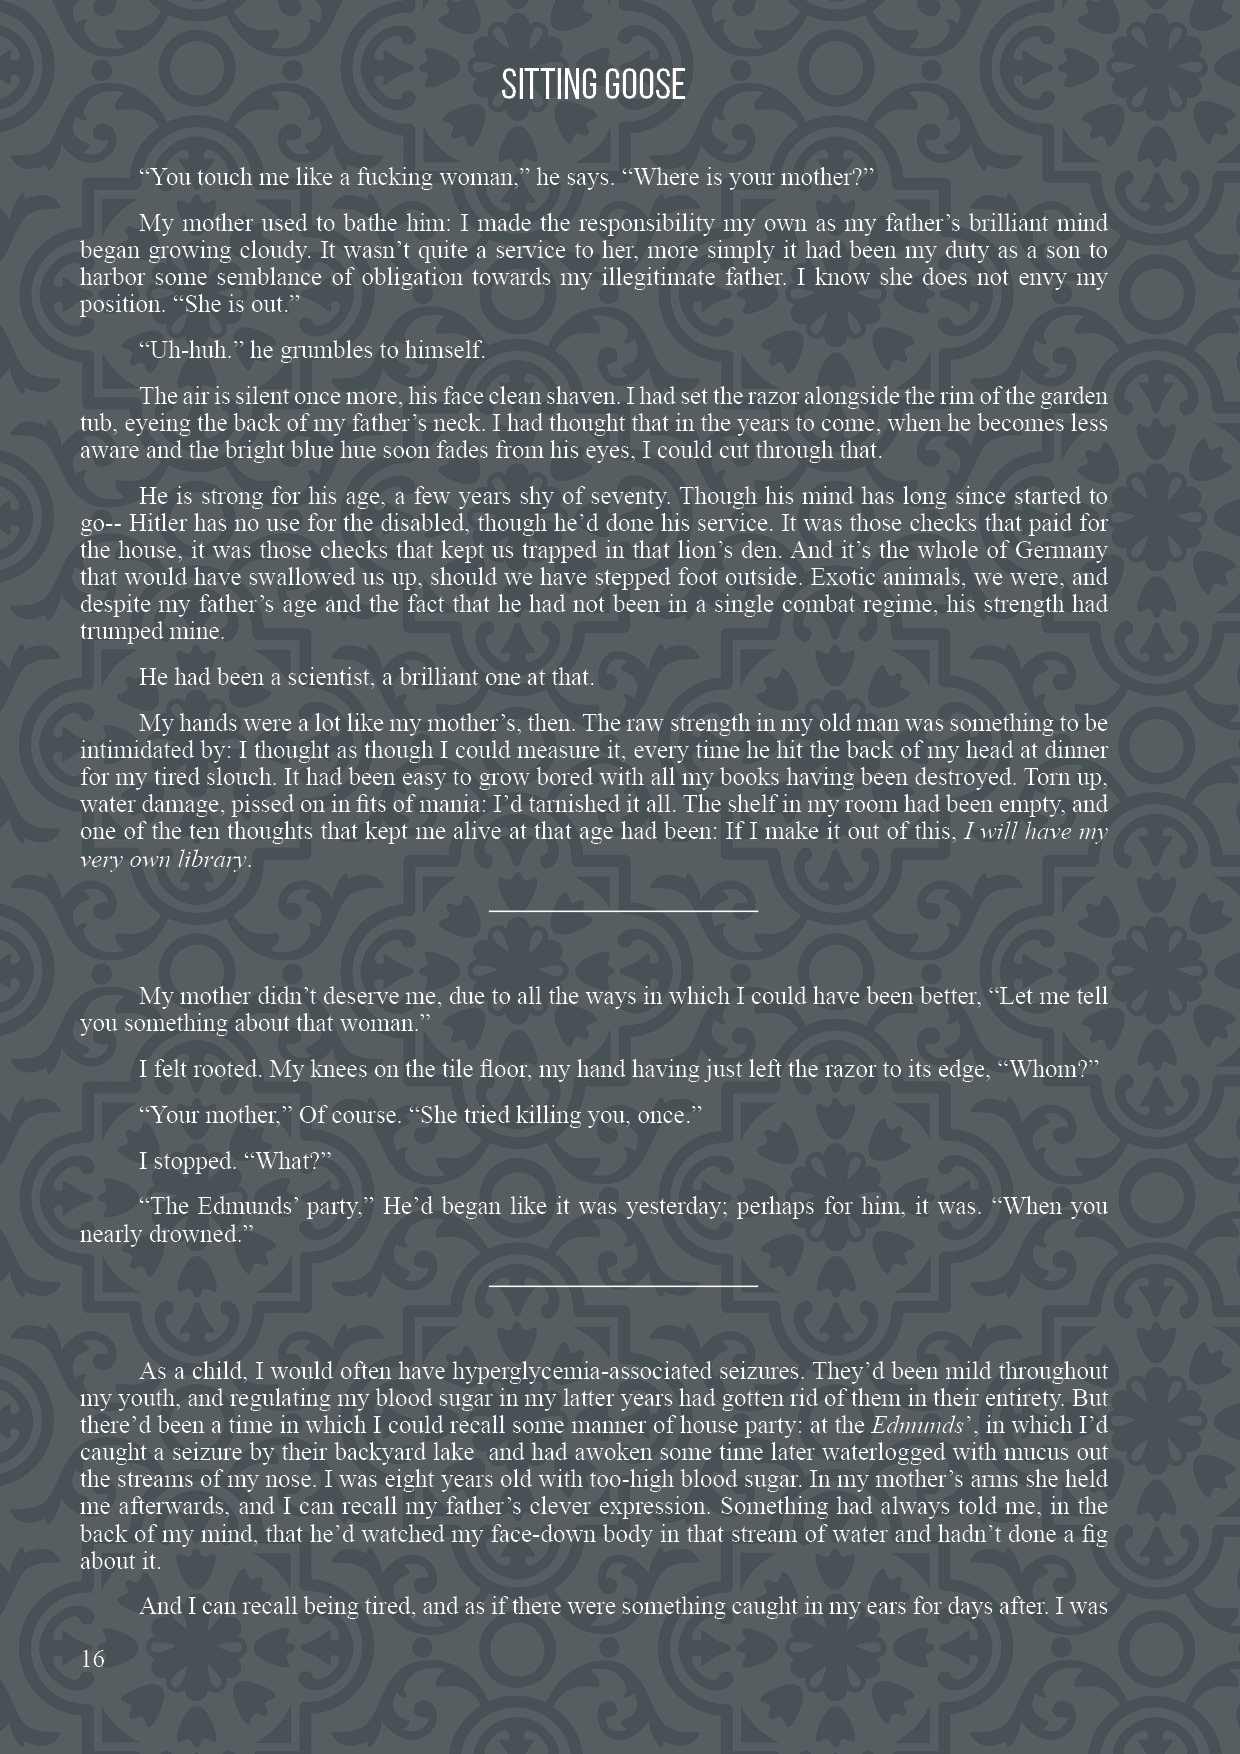 SITTING GOOSE
“You touch me like a fucking woman,” he says. “Where is your mother?”
My mother used to bathe him: I made the responsibility my own as my father’s brilliant mind
began growing cloudy. It wasn’t quite a service to her, more simply it had been my duty as a son to
harbor some semblance of obligation towards my illegitimate father. I know she does not envy my
position. “She is out.”
“Uh-huh.” he grumbles to himself.
The air is silent once more, his face clean shaven. I had set the razor alongside the rim of the garden
tub, eyeing the back of my father’s neck. I had thought that in the years to come, when he becomes less
aware and the bright blue hue soon fades from his eyes, I could cut through that.
He is strong for his age, a few years shy of seventy. Though his mind has long since started to
go-- Hitler has no use for the disabled, though he’d done his service. It was those checks that paid for
the house, it was those checks that kept us trapped in that lion’s den. And it’s the whole of Germany
that would have swallowed us up, should we have stepped foot outside. Exotic animals, we were, and
despite my father’s age and the fact that he had not been in a single combat regime, his strength had
trumped mine.
He had been a scientist, a brilliant one at that.
My hands were a lot like my mother’s, then. The raw strength in my old man was something to be
intimidated by: I thought as though I could measure it, every time he hit the back of my head at dinner
for my tired slouch. It had been easy to grow bored with all my books having been destroyed. Torn up,
water damage, pissed on in fits of mania: I’d tarnished it all. The shelf in my room had been empty, and
one of the ten thoughts that kept me alive at that age had been: If I make it out of this, I will have my
very own library.
My mother didn’t deserve me, due to all the ways in which I could have been better, “Let me tell
you something about that woman.”
I felt rooted. My knees on the tile floor, my hand having just left the razor to its edge, “Whom?”
“Your mother,” Of course. “She tried killing you, once.”
I stopped. “What?”
“The Edmunds’ party,” He’d began like it was yesterday; perhaps for him, it was. “When you
nearly drowned.”
As a child, I would often have hyperglycemia-associated seizures. They’d been mild throughout
my youth, and regulating my blood sugar in my latter years had gotten rid of them in their entirety. But
there’d been a time in which I could recall some manner of house party: at the Edmunds’, in which I’d
caught a seizure by their backyard lake and had awoken some time later waterlogged with mucus out
the streams of my nose. I was eight years old with too-high blood sugar. In my mother’s arms she held
me afterwards, and I can recall my father’s clever expression. Something had always told me, in the
back of my mind, that he’d watched my face-down body in that stream of water and hadn’t done a fig
about it.
And I can recall being tired, and as if there were something caught in my ears for days after. I was
16